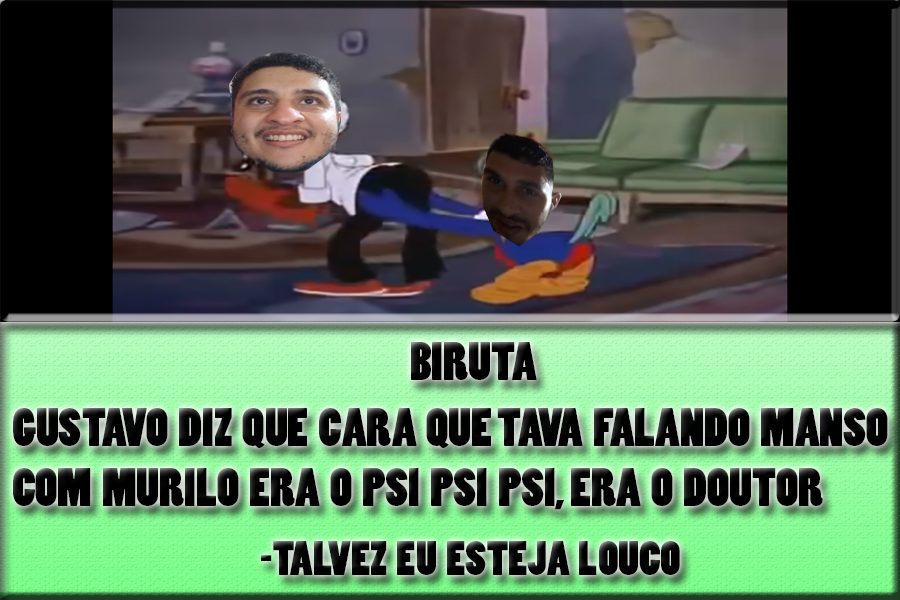 BIRUTA
GUSTAVO DIZ QUE CARA QUE TAVA FALANDO MANSO
COM MURILO ERA O PSI PSI PSI, ERA O DOUTOR
-TALVEZ EU ESTEJA LOUCO